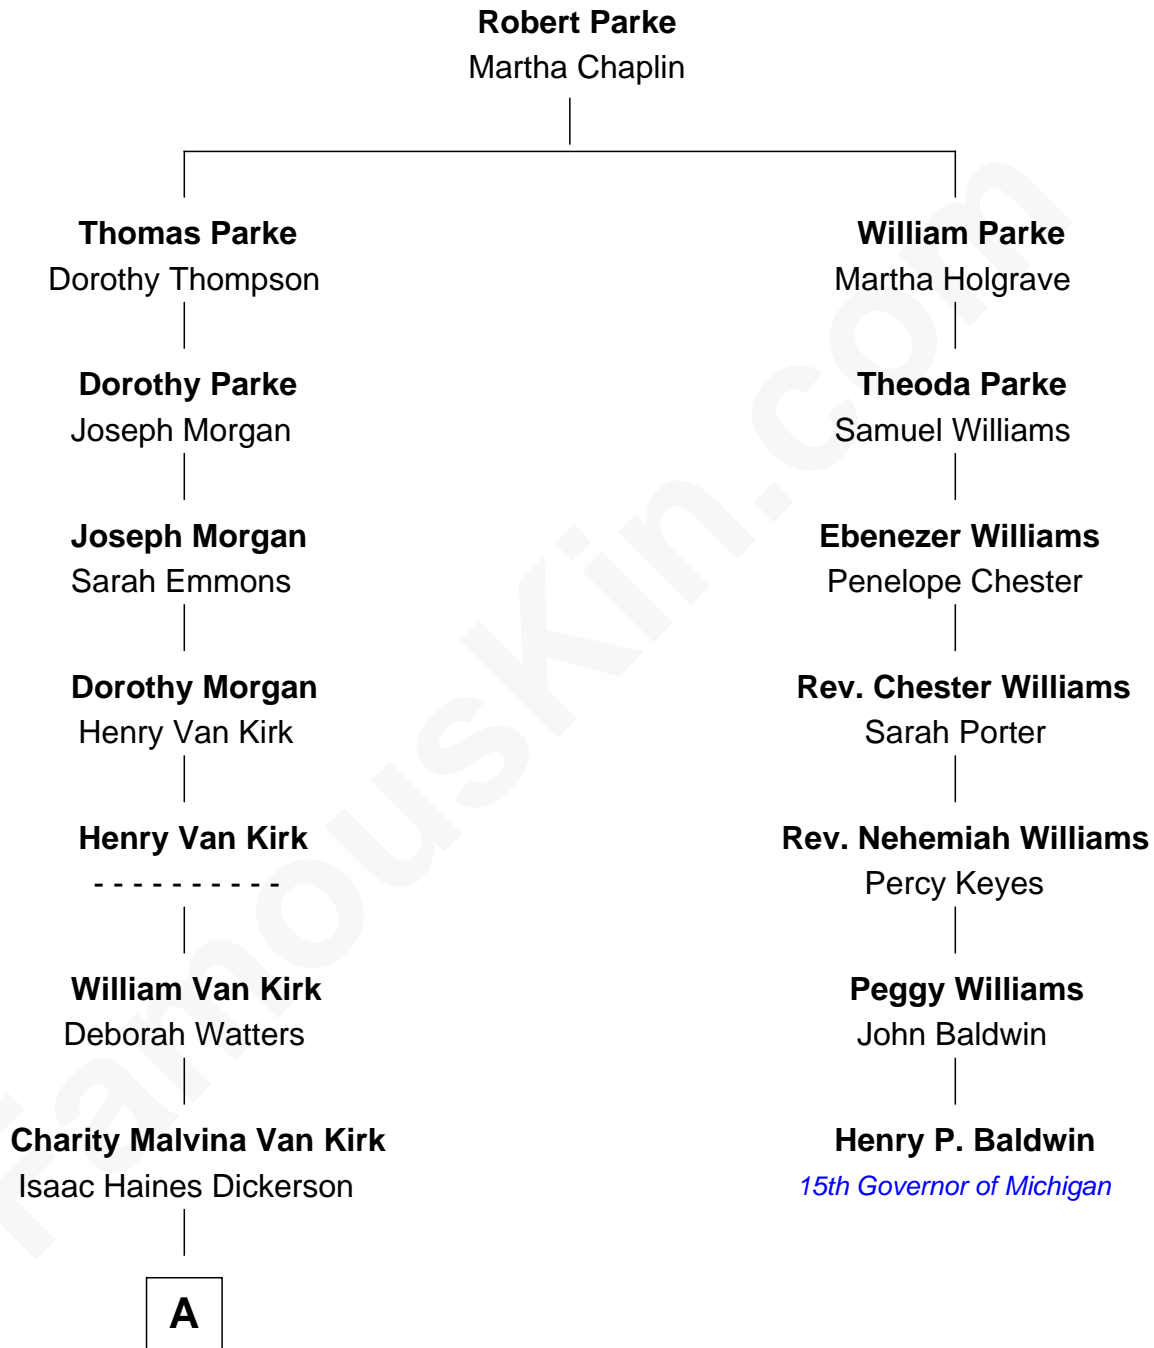 Robert Parke
Martha Chaplin
Thomas Parke
Dorothy Thompson
William Parke
Martha Holgrave
Dorothy Parke
Joseph Morgan
Theoda Parke
Samuel Williams
Joseph Morgan
Sarah Emmons
Ebenezer Williams
Penelope Chester
Dorothy Morgan
Henry Van Kirk
Rev. Chester Williams
Sarah Porter
Henry Van Kirk
- - - - - - - - - -
Rev. Nehemiah Williams
Percy Keyes
William Van Kirk
Deborah Watters
Peggy Williams
John Baldwin
Charity Malvina Van Kirk
Isaac Haines Dickerson
Henry P. Baldwin
15th Governor of Michigan
A
FamousKin.com